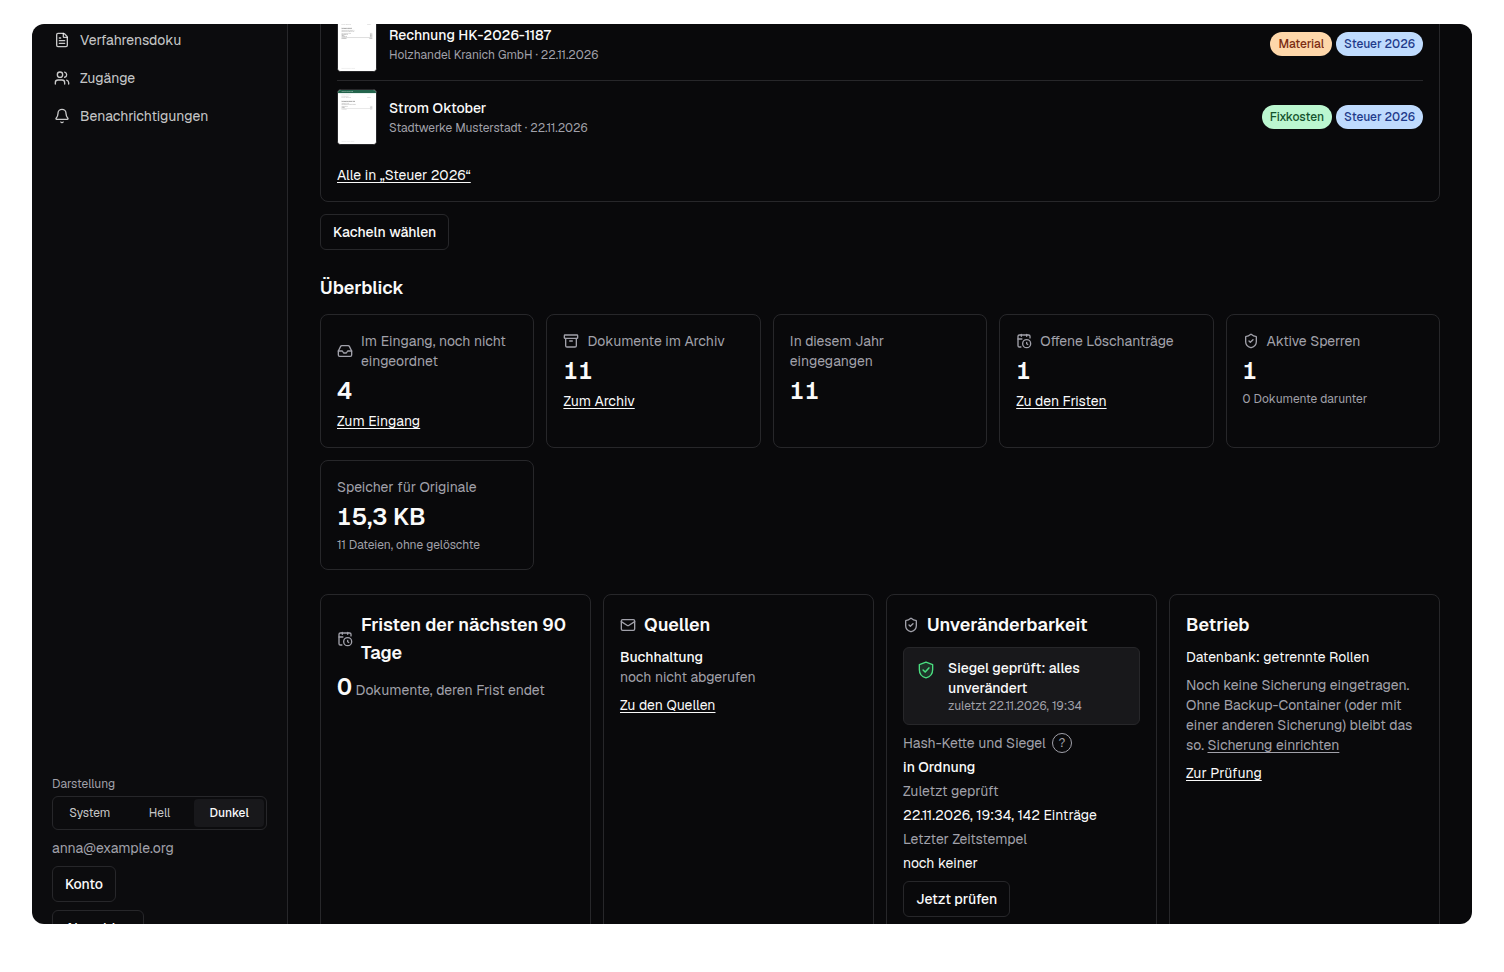 Verfahrensdoku
Zugänge
Benachrichtigungen
Rechnung HK-2026-1187
Holzhandel Kranich GmbH · 22.11.2026
Material
Steuer 2026
Strom Oktober
Stadtwerke Musterstadt · 22.11.2026
Fixkosten
Steuer 2026
Alle in „Steuer 2026“
Kacheln wählen
Überblick
Im Eingang, noch nicht
eingeordnet
4
Zum Eingang
Dokumente im Archiv
11
Zum Archiv
In diesem Jahr
eingegangen
11
Offene Löschanträge
1
Zu den Fristen
Aktive Sperren
1
0 Dokumente darunter
Speicher für Originale
15,3 KB
11 Dateien, ohne gelöschte
Fristen der nächsten 90
Tage
0 Dokumente, deren Frist endet
Quellen
Buchhaltung
noch nicht abgerufen
Zu den Quellen
Unveränderbarkeit
Siegel geprüft: alles
unverändert
zuletzt 22.11.2026, 19:34
Hash-Kette und Siegel ?
in Ordnung
Zuletzt geprüft
22.11.2026, 19:34, 142 Einträge
Letzter Zeitstempel
noch keiner
Jetzt prüfen
Betrieb
Datenbank: getrennte Rollen
Noch keine Sicherung eingetragen.
Ohne Backup-Container (oder mit
einer anderen Sicherung) bleibt das
so. Sicherung einrichten
Zur Prüfung
Darstellung
System
Hell
Dunkel
anna@example.org
Konto